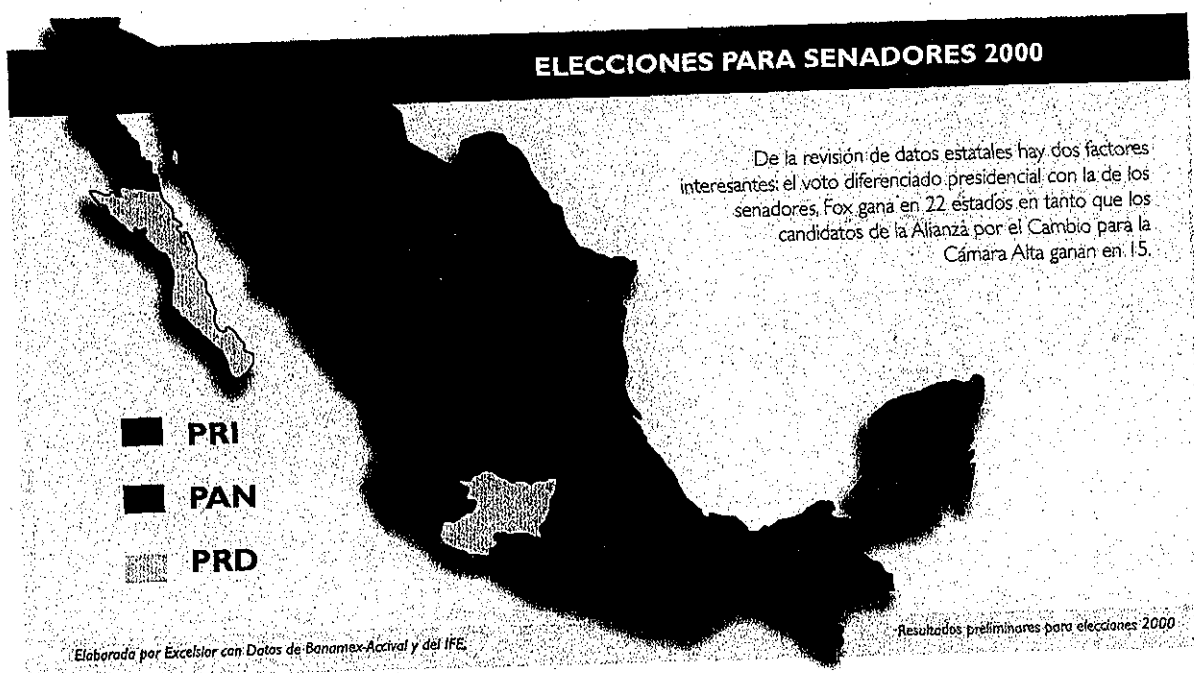 ELECCIONES PARA SENADORES 2000
De la revisión de datos estatales hay dos factores
interesantes: el voto diferenciado presidencial con la de los
senadores, Fox gana en 22 estados en tanto que los
candidatos de la Alianza por el Cambio para la
Cámara Alta ganan en 15.
PRI
PAN
PRD
Elaborada por Excelsior con Datos de Banamex-Accival y del IFE.
Resultados preliminares para elecciones 2000